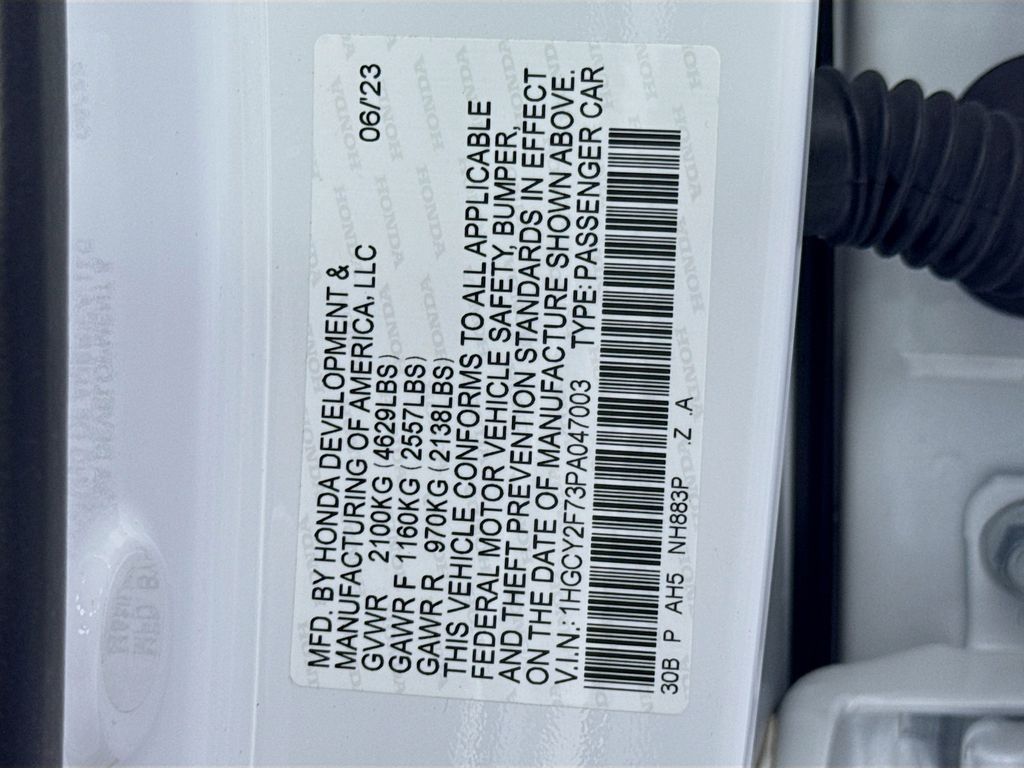 MFD. BY HONDA DEVELOPMENT &
MANUFACTURING OF AMERICA, LLC 06/'23
GVWR 2100KG (4629LBS)
GAWR F 1160KG (2557LBS)
GAWR R 970KG (2138LBS)
THIS VEHICLE CONFORMS TO ALL APPLICABLE
FEDERAL MOTOR VEHICLE SAFETY, BUMPER,
AND THEFT PREVENTION STANDARDS IN EFFECT
ON THE DATE OF MANUFACTURE SHOWN ABOVE.
V.I.N.: 1HGCY2F73PA047003 TYPE: PASSENGER CAR
30B P AH5 NH883P .Z .A